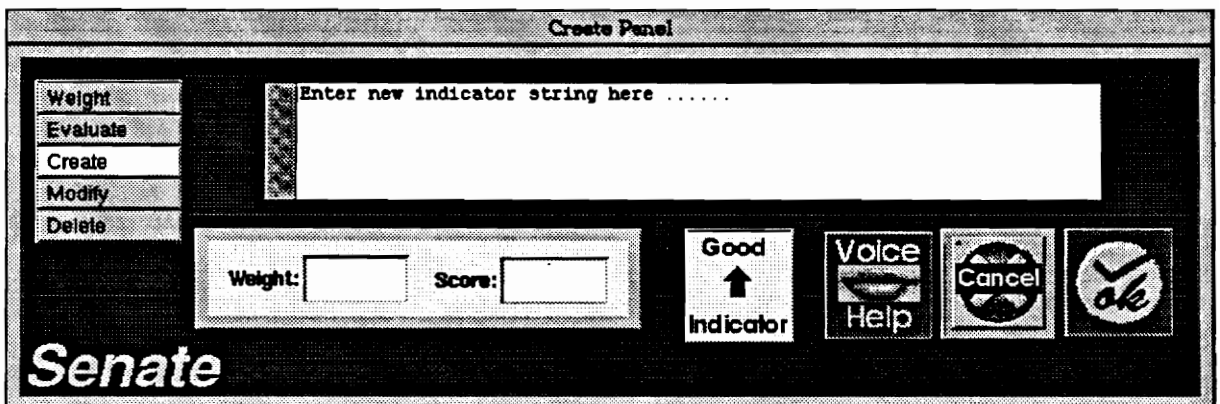 Create Panel
Weight
Evaluate
Create
Modify
Delete
Enter new indicator string here ......
Weight:
Score:
Good
Indicator
Voice
Help
Cancel
ok
Senate